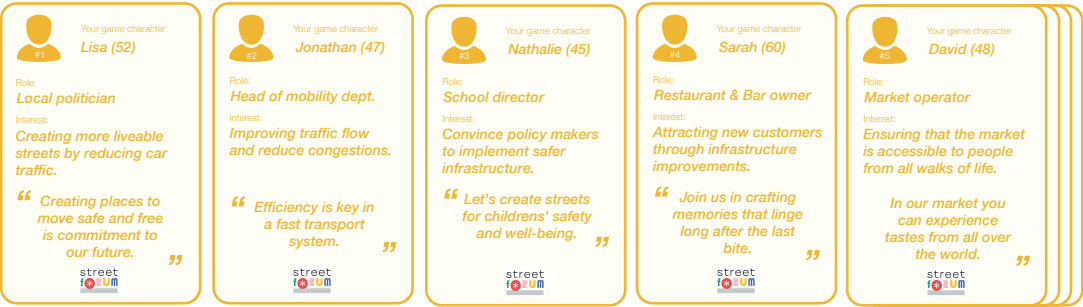 #1
Your game character
Lisa (52)
Role:
Local politician
Interest:
Creating more liveable
streets by reducing car
traffic.
“ Creating places to
move safe and free
is commitment to
our future. ”
street
forum
#2
Your game character
Jonathan (47)
Role:
Head of mobility dept.
Interest:
Improving traffic flow
and reduce congestions.
“ Efficiency is key in
a fast transport
system. ”
street
forum
#3
Your game character
Nathalie (45)
Role:
School director
Interest:
Convince policy makers
to implement safer
infrastructure.
“ Let's create streets
for childrens' safety
and well-being. ”
street
forum
#4
Your game character
Sarah (60)
Role:
Restaurant & Bar owner
Interest:
Attracting new customers
through infrastructure
improvements.
“ Join us in crafting
memories that linge
long after the last
bite. ”
street
forum
#5
Your game character
David (48)
Role:
Market operator
Interest:
Ensuring that the market
is accessible to people
from all walks of life.
In our market you
can experience
tastes from all over
the world. ”
street
forum